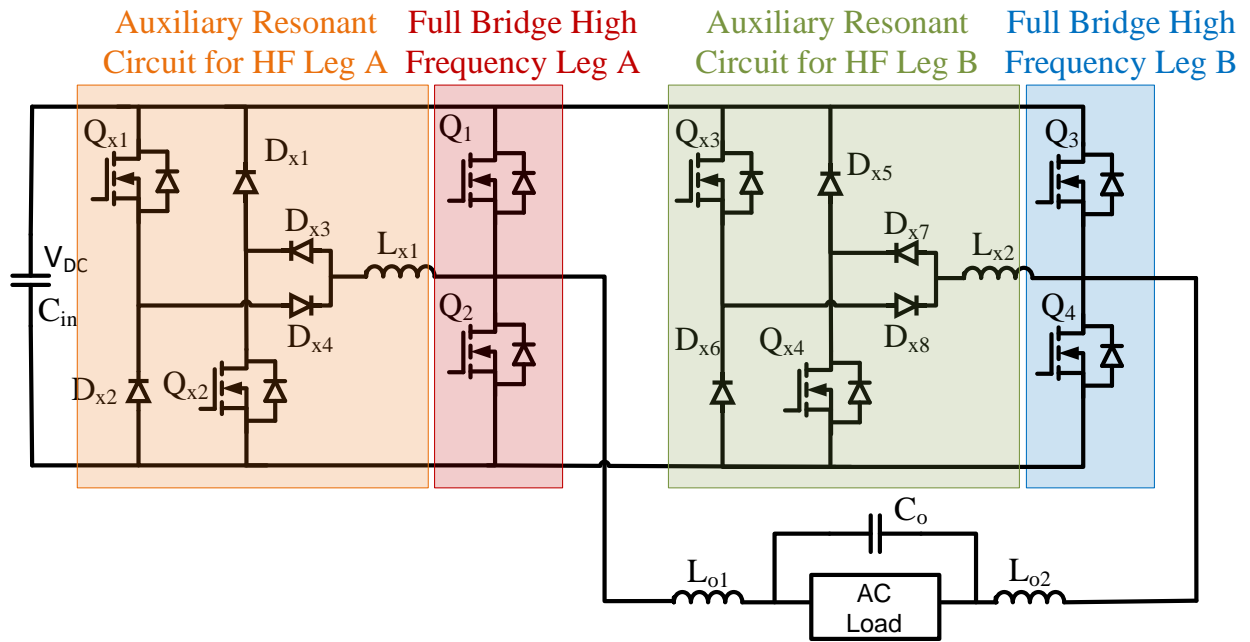 Auxiliary Resonant
Circuit for HF Leg A
Full Bridge High
Frequency Leg A
Auxiliary Resonant
Circuit for HF Leg B
Full Bridge High
Frequency Leg B
Qx1
Dx1
Q1
Qx3
Dx5
Q3
Dx3
Lx1
Dx7
Lx2
VDC
Cin
Dx4
Q2
Dx8
Q4
Dx2
Qx2
Dx6
Qx4
Co
Lo1
AC
Load
Lo2